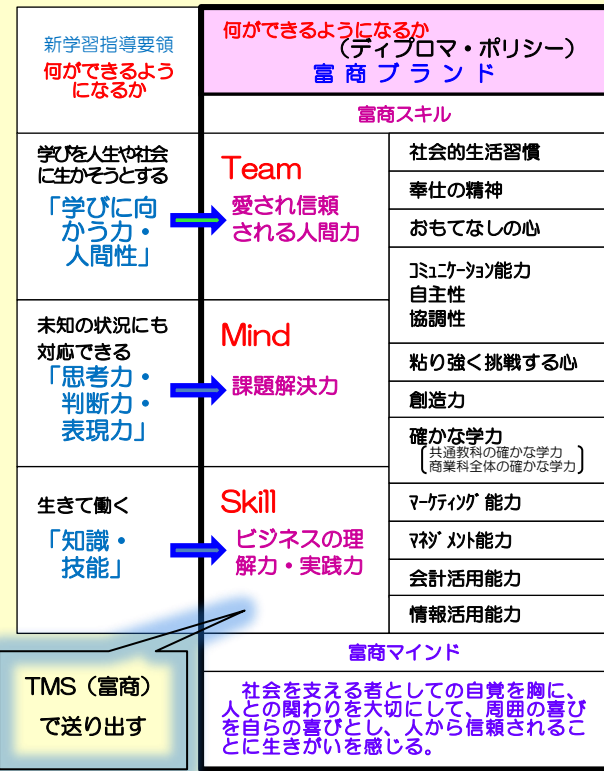 新学習指導要領
何ができるよう
になるか
何ができるようになるか
（ディプロマ・ポリシー）
富商ブランド
富商スキル
学びを人生や社会
に生かそうとする
「学びに向
かう力・
人間性」
Team
愛され信頼
される人間力
社会的生活習慣
奉仕の精神
おもてなしの心
ｺﾐｭﾆｹｰｼｮﾝ能力
自主性
協調性
未知の状況にも
対応できる
「思考力・
判断力・
表現力」
Mind
課題解決力
粘り強く挑戦する心
創造力
確かな学力
共通教科の確かな学力
商業科全体の確かな学力
生きて働く
「知識・
技能」
Skill
ビジネスの理
解力・実践力
ﾏｰｹﾃｨﾝｸﾞ能力
ﾏﾈｼﾞﾒﾝﾄ能力
会計活用能力
情報活用能力
TMS（富商）
で送り出す
富商マインド
社会を支える者としての自覚を胸に、
人との関わりを大切にして、周囲の喜び
を自らの喜びとし、人から信頼されるこ
とに生きがいを感じる。